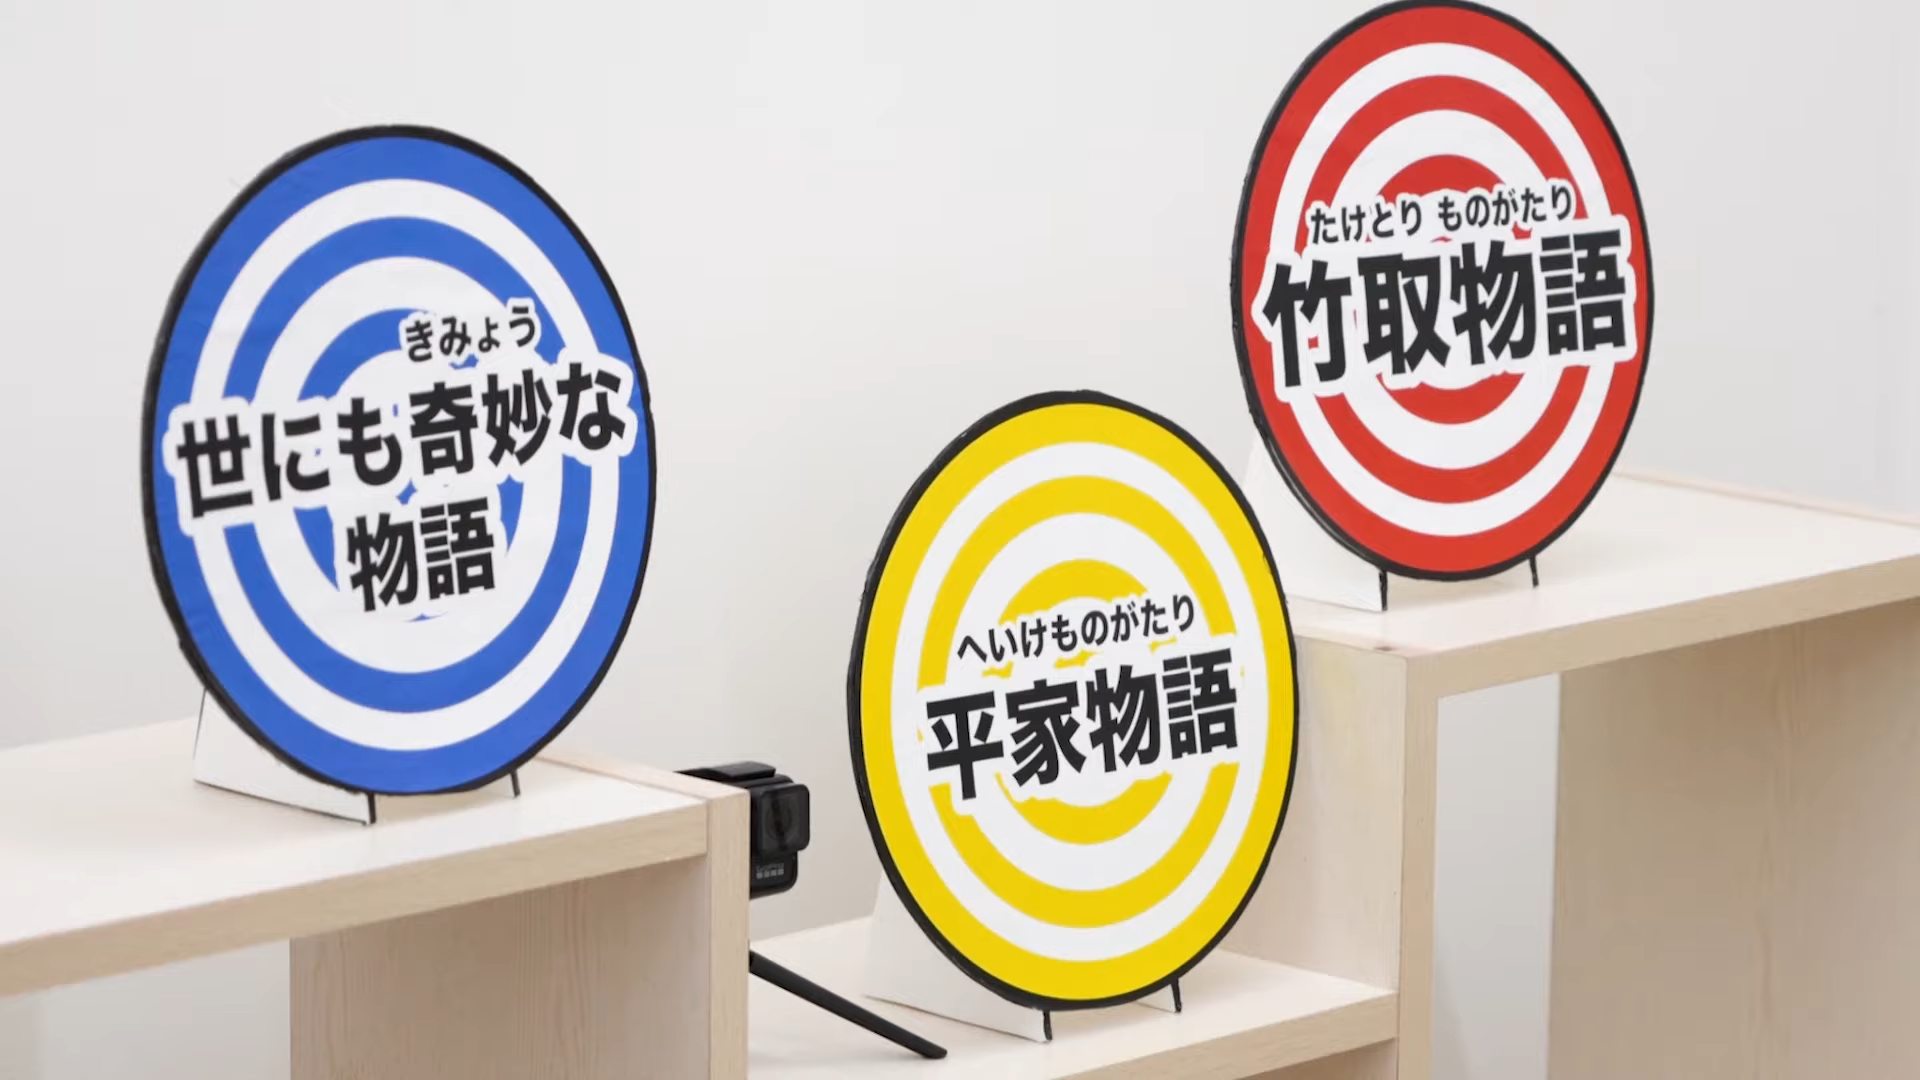 きみょう
世にも奇妙な
物語
へいけものがたり
平家物語
たけとり ものがたり
竹取物語